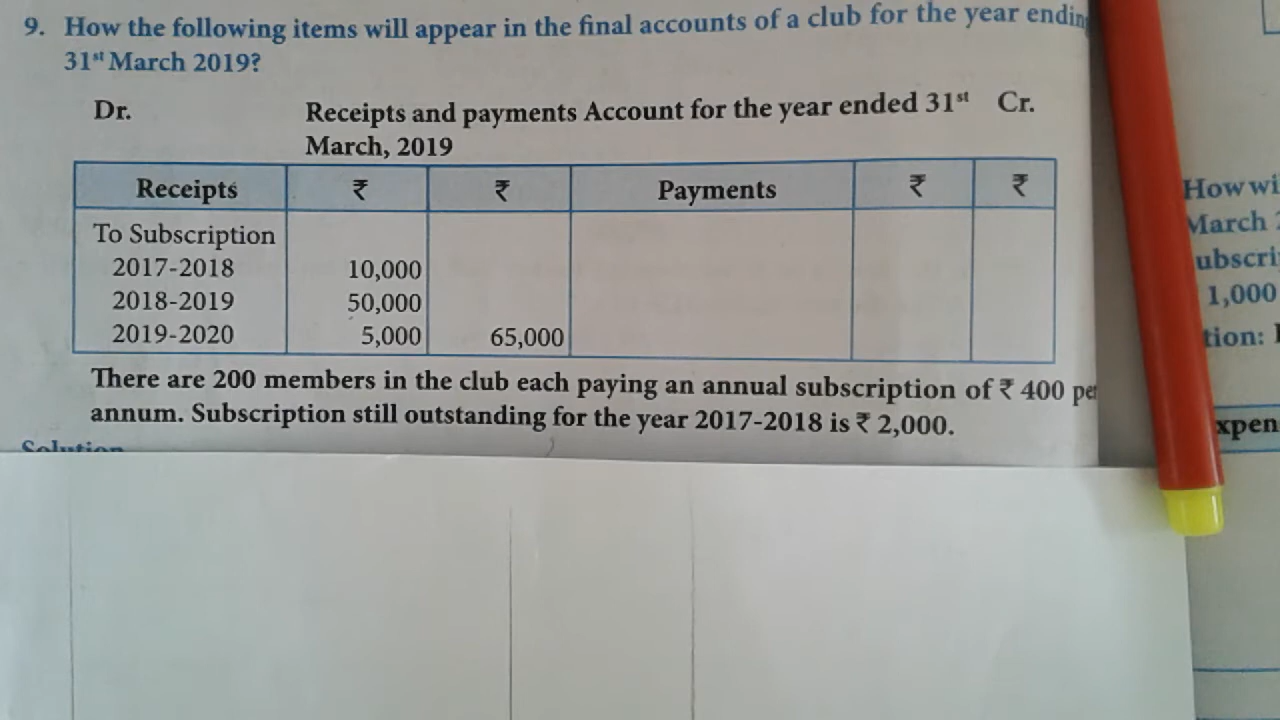 9. How the following items will appear in the final accounts of a club for the year ending
31st March 2019?
Dr. Receipts and payments Account for the year ended 31st Cr.
March, 2019
Receipts ₹ ₹ Payments ₹ ₹
To Subscription
2017-2018 10,000
2018-2019 50,000
2019-2020 5,000 65,000
There are 200 members in the club each paying an annual subscription of ₹ 400 per
annum. Subscription still outstanding for the year 2017-2018 is ₹ 2,000.
Solution
How wi
March
ubscri
1,000
tion:
xpen